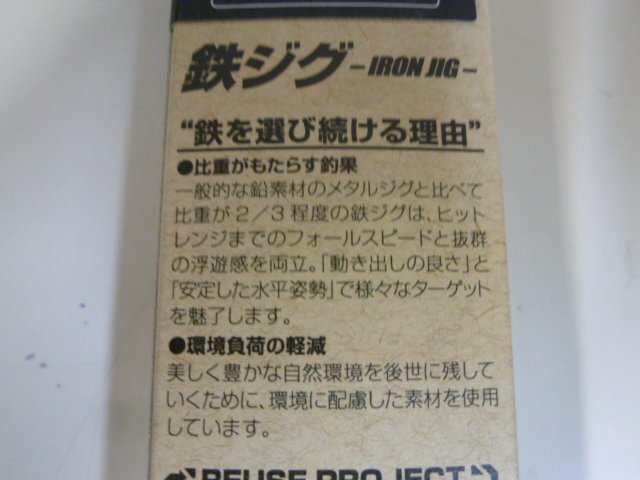 鉄ジグ-IRON JIG-
"鉄を選び続ける理由"
●比重がもたらす釣果
一般的な鉛素材のメタルジグと比べて
比重が2/3程度の鉄ジグは、ヒット
レンジまでのフォールスピードと抜群
の浮遊感を両立。「動き出しの良さ」と
「安定した水平姿勢」で様々なターゲット
を魅了します。
●環境負荷の軽減
美しく豊かな自然環境を後世に残して
いくために、環境に配慮した素材を使用
しています。
REUSE PROJECT